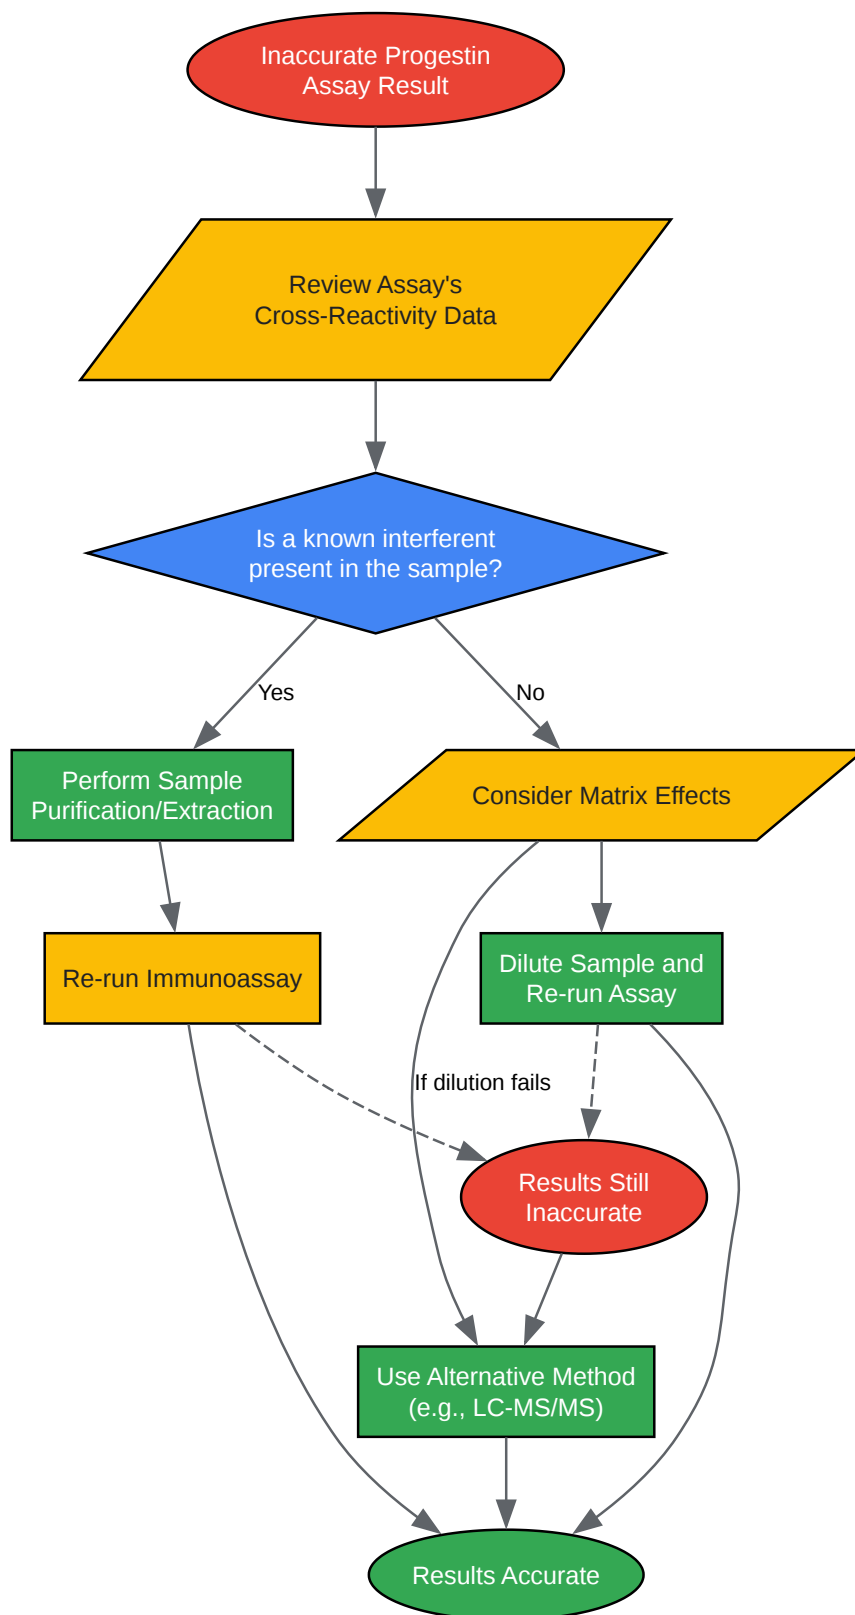 Inaccurate Progestin
Assay Result
Review Assay's
Cross-Reactivity Data
Is a known interferent
present in the sample?
Yes
No
Perform Sample
Purification/Extraction
Consider Matrix Effects
Re-run Immunoassay
Dilute Sample and
Re-run Assay
If dilution fails
Results Still
Inaccurate
Use Alternative Method
(e.g., LC-MS/MS)
Results Accurate